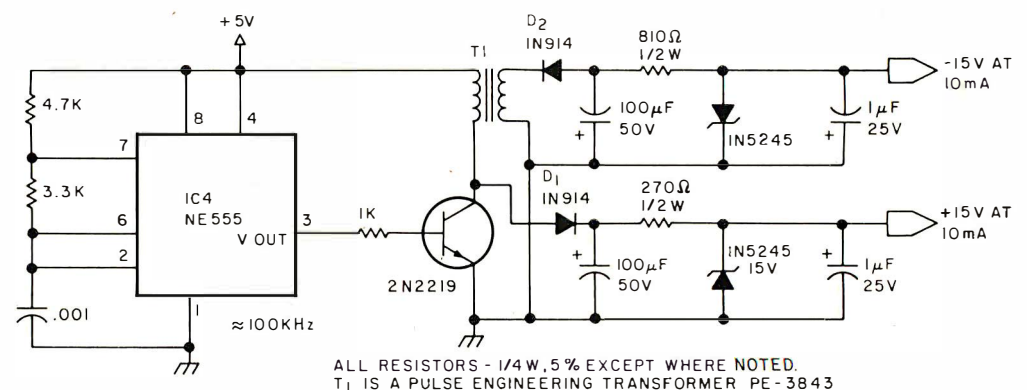 +5V
4.7K
7
8
4
3.3K
6
2
IC4
NE555
V OUT
3
.001
1
≈100KHz
1K
2N2219
T1
D2
1N914
810Ω
1/2W
100µF
50V
+
1N5245
1µF
25V
+
-15V AT
10mA
D1
1N914
270Ω
1/2W
+
100µF
50V
1N5245
15V
+
1µF
25V
+15V AT
10mA
ALL RESISTORS - 1/4W, 5% EXCEPT WHERE NOTED.
T1 IS A PULSE ENGINEERING TRANSFORMER PE-3843